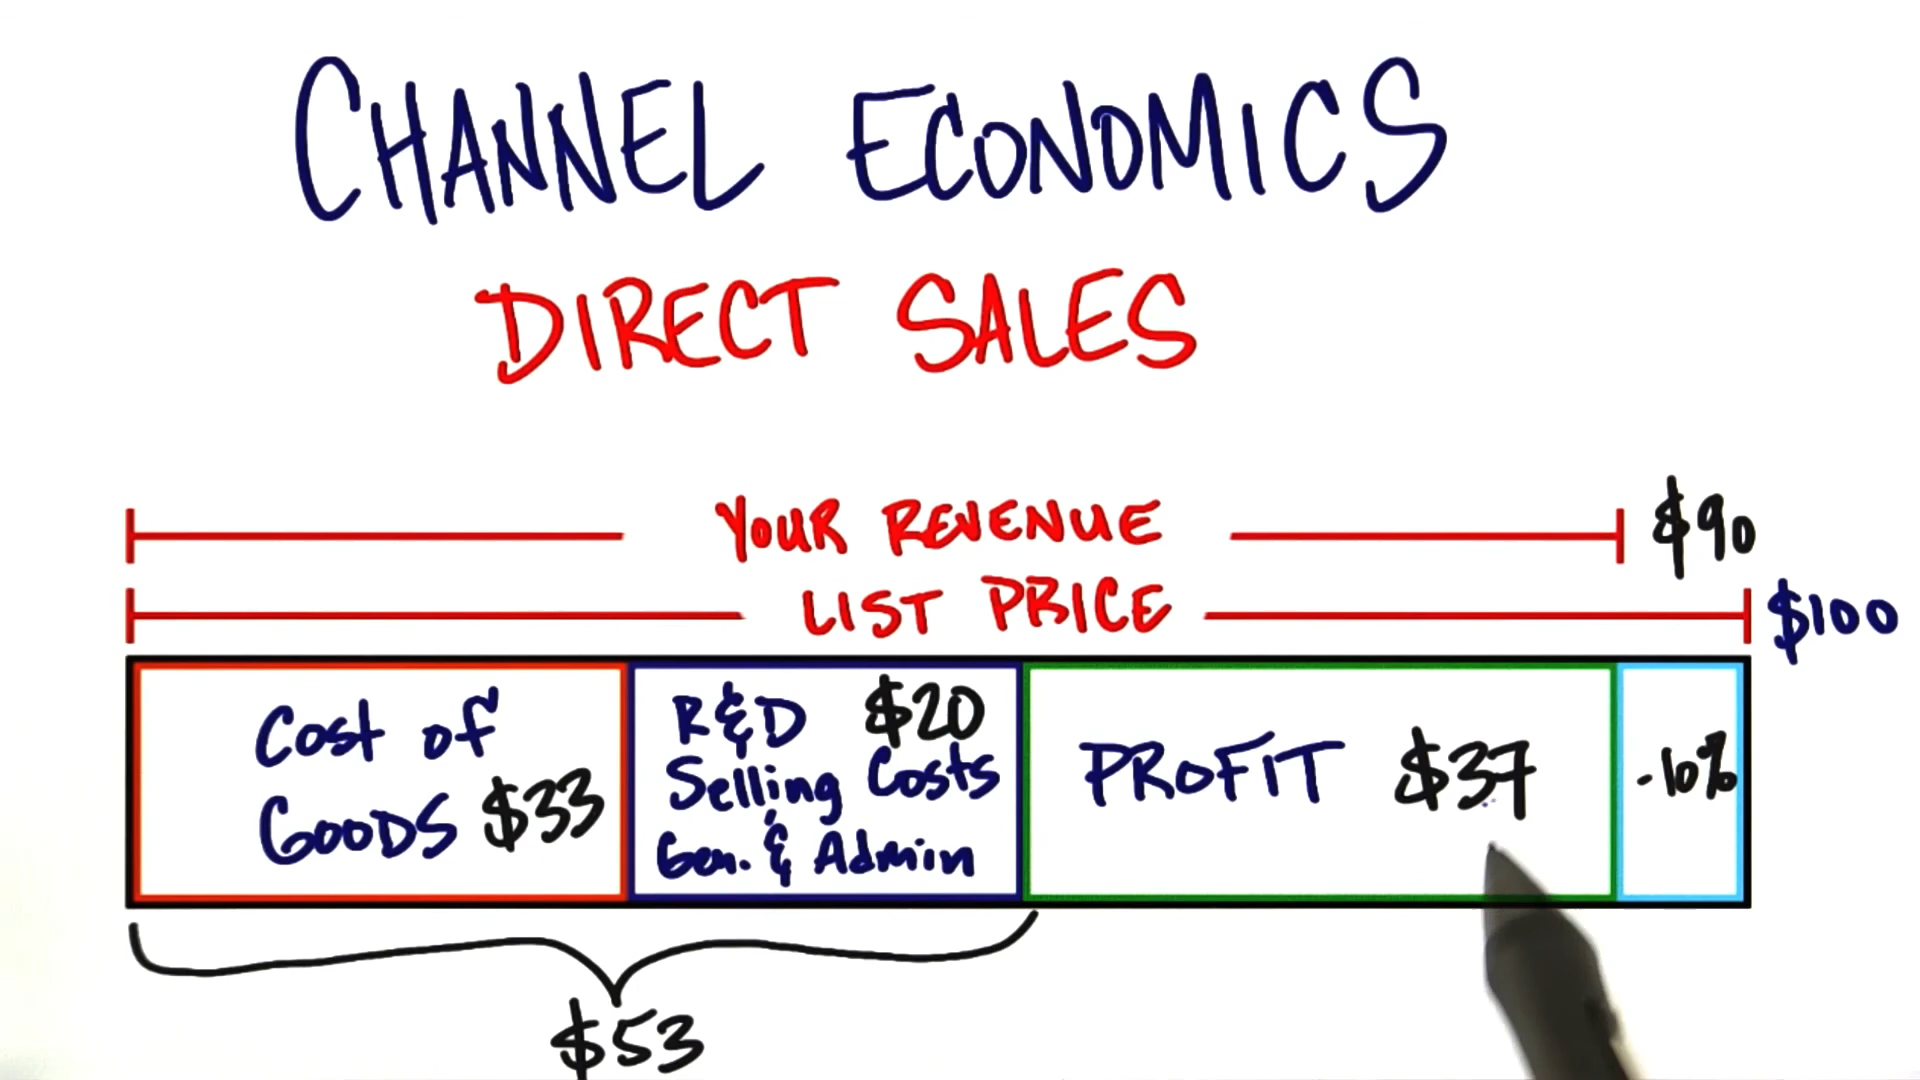 CHANNEL ECONOMICS
DIRECT SALES
YOUR REVENUE $90
LIST PRICE $100
Cost of
GOODS $33
R&D $20
Selling Costs
Gen. & Admin
PROFIT $37
-10%
$53